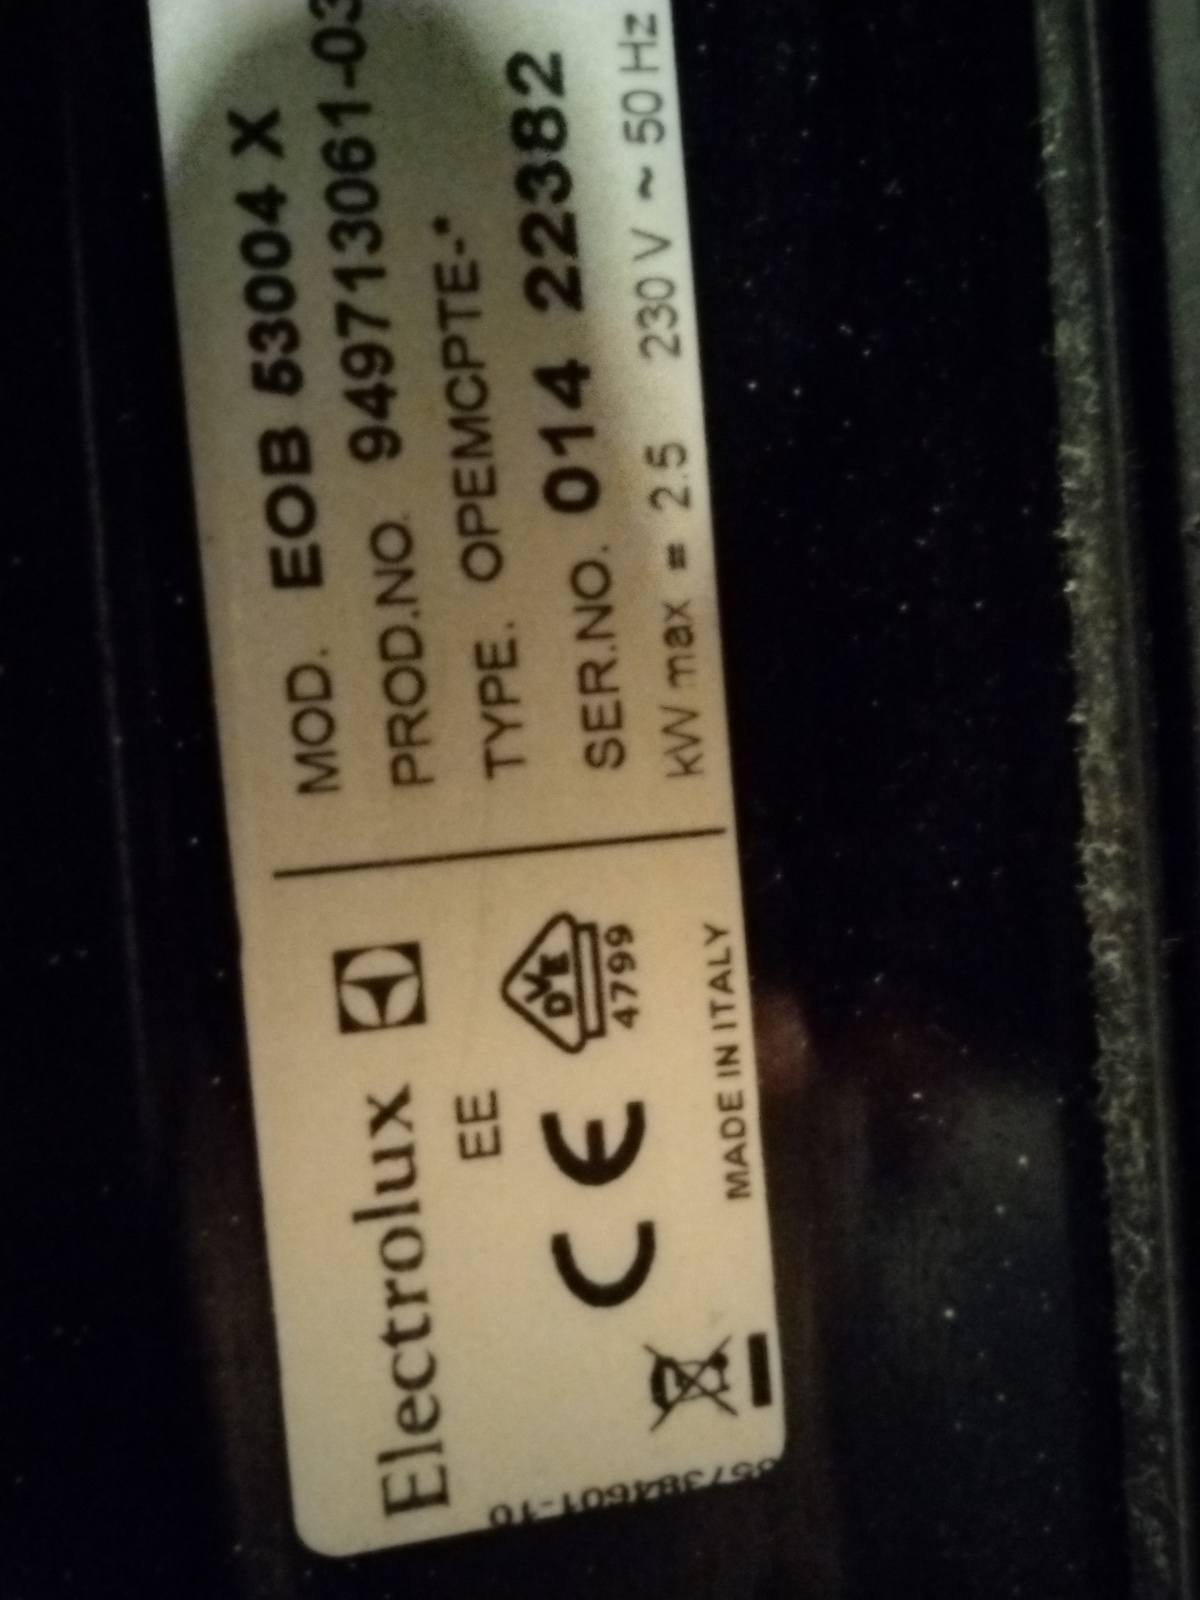 Electrolux
EE
DVE
4799
CE
MADE IN ITALY
MOD. EOB 53004 X
PROD.NO. 949713061-03
TYPE. OPEMCPTE-*
SER.NO. 014 22382
kW max = 2.5 230 V ~ 50 Hz